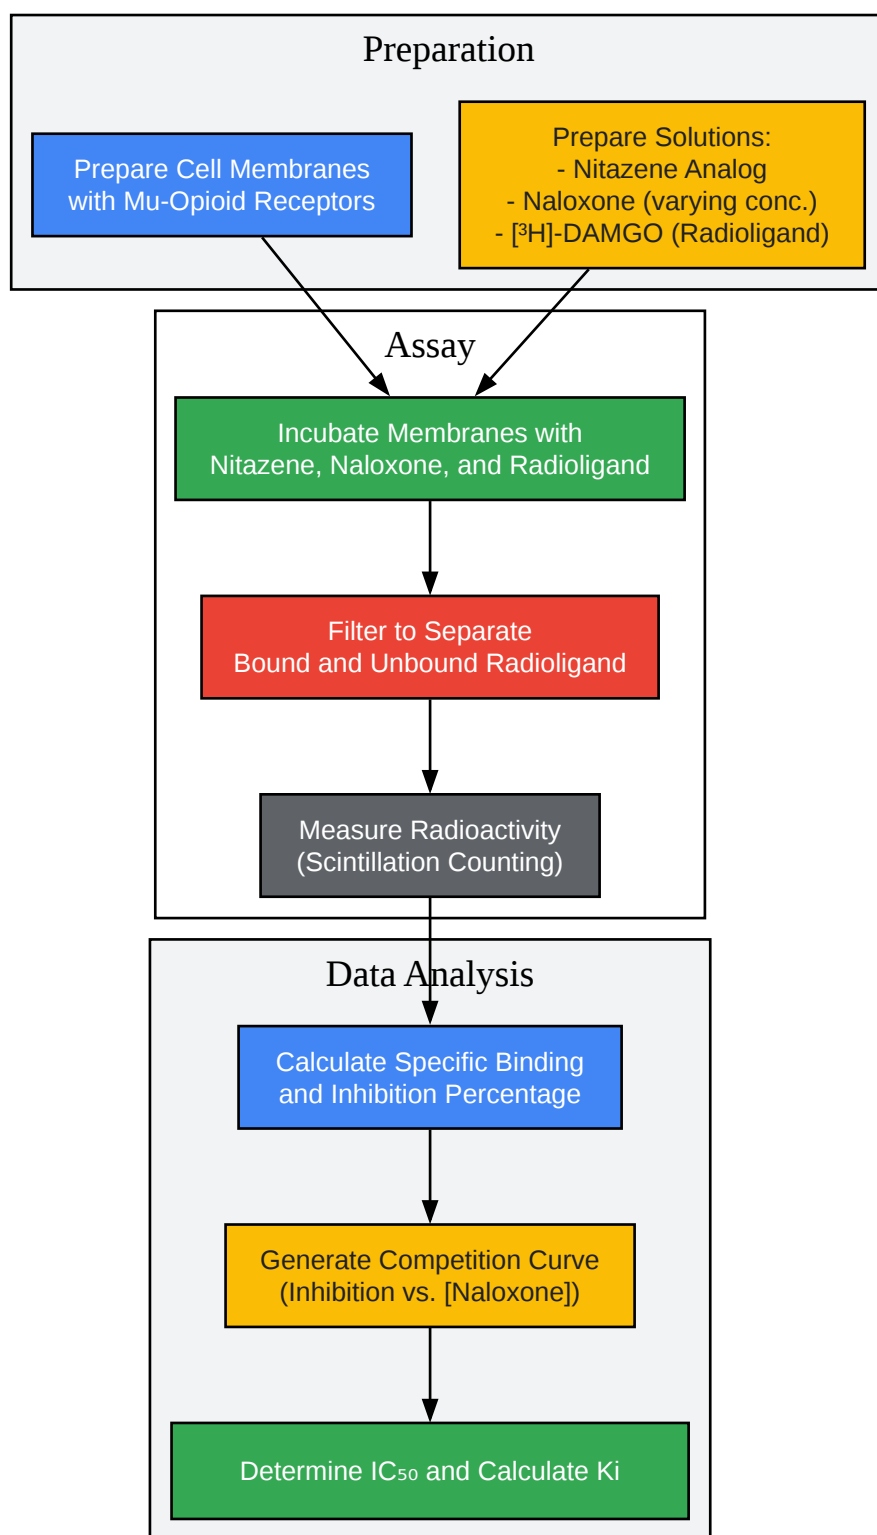 Preparation
Prepare Cell Membranes
with Mu-Opioid Receptors
Prepare Solutions:
- Nitazene Analog
- Naloxone (varying conc.)
- [³H]-DAMGO (Radioligand)
Assay
Incubate Membranes with
Nitazene, Naloxone, and Radioligand
Filter to Separate
Bound and Unbound Radioligand
Measure Radioactivity
(Scintillation Counting)
Data Analysis
Calculate Specific Binding
and Inhibition Percentage
Generate Competition Curve
(Inhibition vs. [Naloxone])
Determine IC₅₀ and Calculate Ki